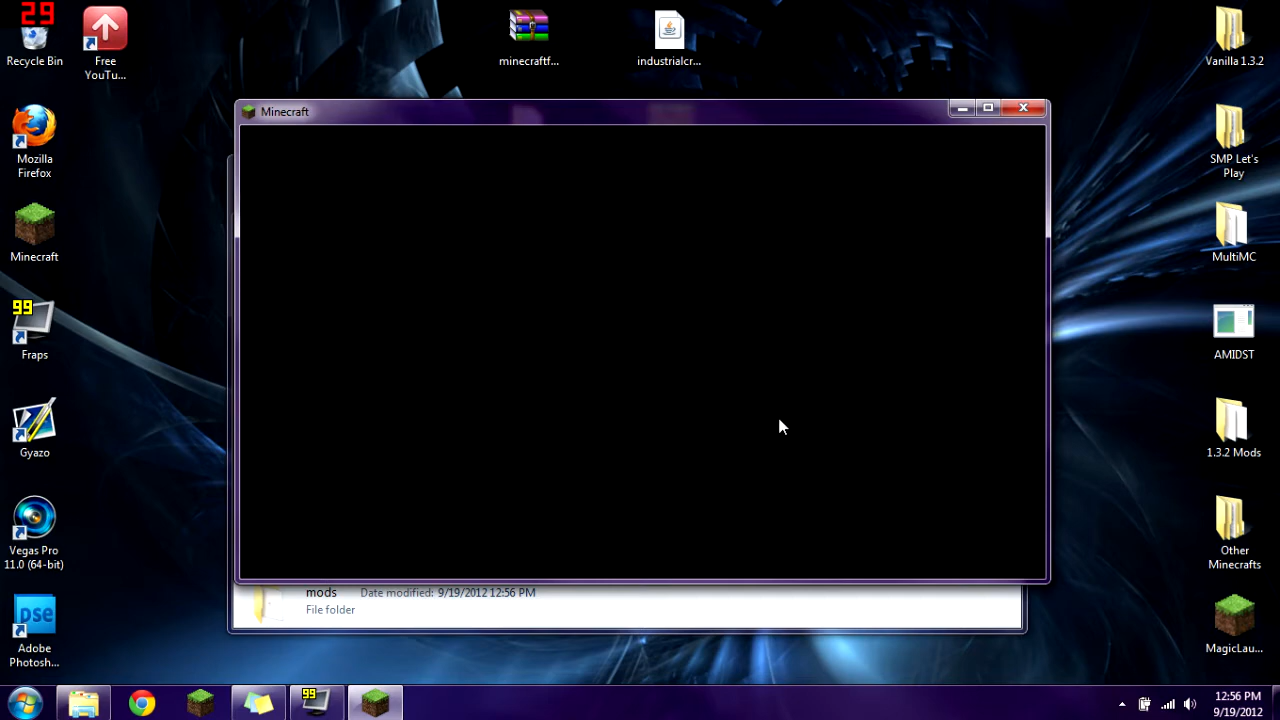 29
Recycle Bin
Free
YouTu...
minecraftf...
industrialcr...
Vanilla 1.3.2
Minecraft
Mozilla
Firefox
SMP Let's
Play
Minecraft
MultiMC
99
Fraps
AMIDST
Gyazo
1.3.2 Mods
Vegas Pro
11.0 (64-bit)
Other
Minecrafts
mods Date modified: 9/19/2012 12:56 PM
File folder
pse
Adobe
Photosh...
MagicLau...
99
12:56 PM
9/19/2012